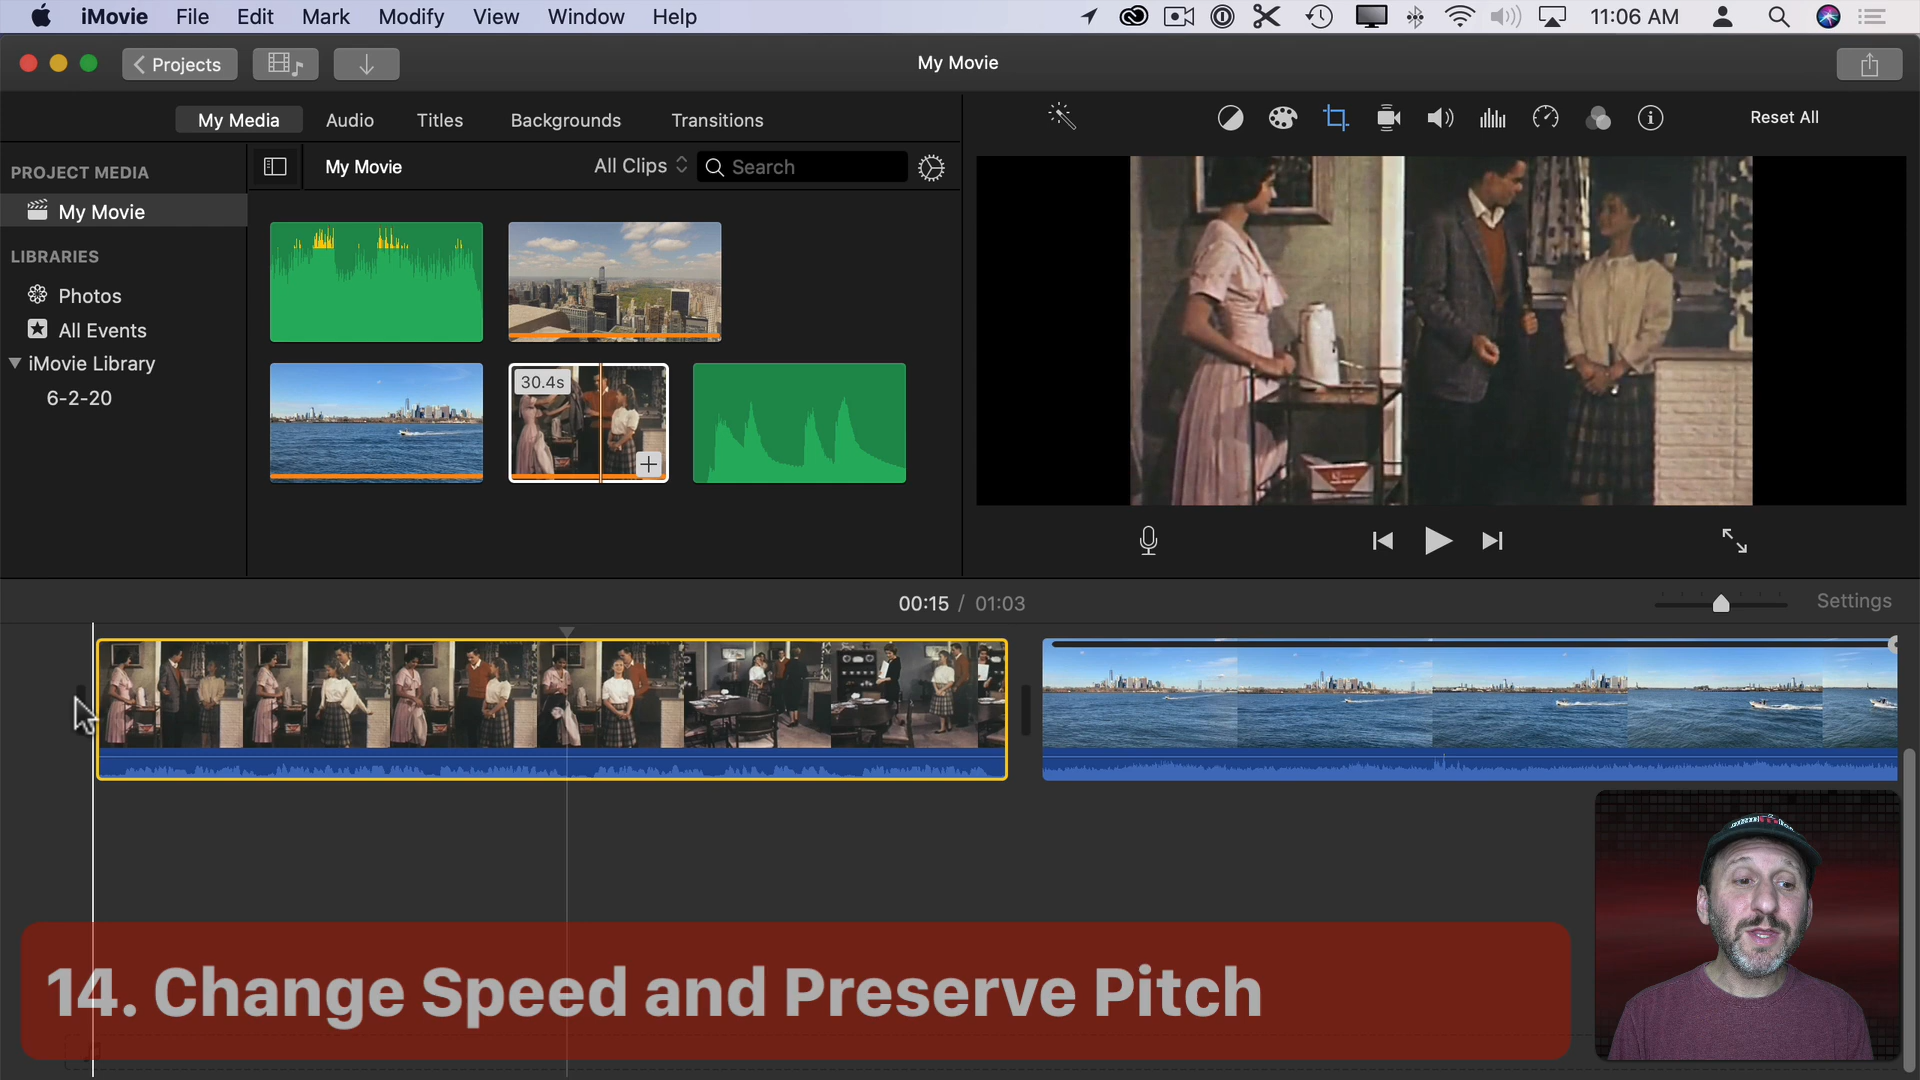 iMovie File Edit Mark Modify View Window Help 11:06 AM
Projects My Movie
My Media Audio Titles Backgrounds Transitions Reset All
PROJECT MEDIA
My Movie
LIBRARIES
Photos
All Events
iMovie Library
6-2-20
My Movie All Clips Search
30.4s
00:15 / 01:03 Settings
14. Change Speed and Preserve Pitch